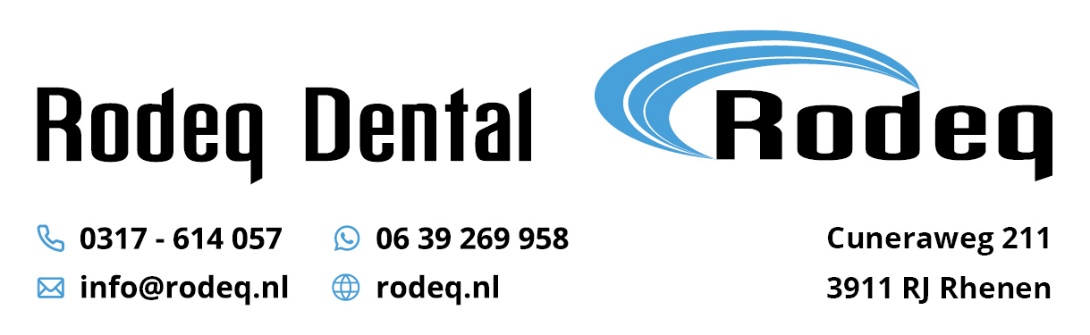 Rodeq Dental
Rodeq
0317 - 614 057
06 39 269 958
Cuneraweg 211
info@rodeq.nl
rodeq.nl
3911 RJ Rhenen